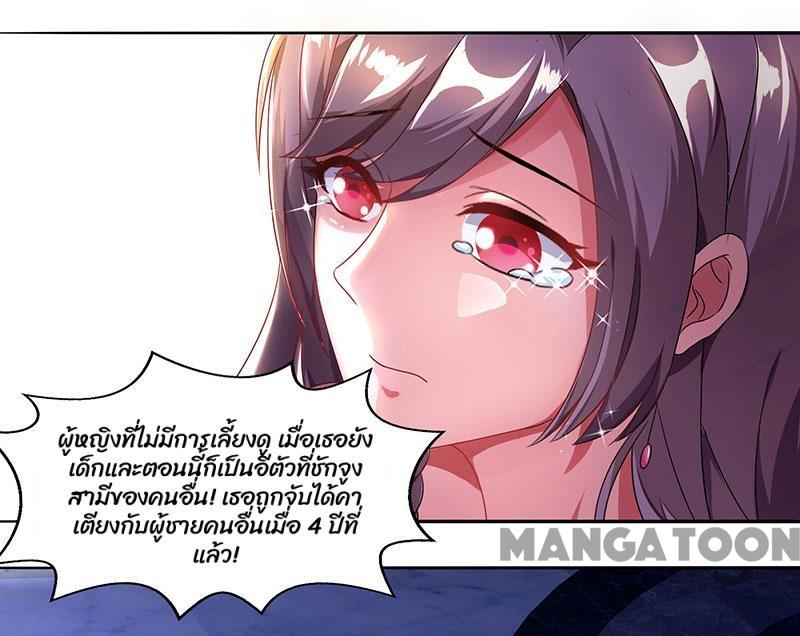 ผู้หญิงที่ไม่มีการเลี้ยงดู เมื่อเธอยัง
เด็กและตอนนี้ก็เป็นอีตัวที่ชักจูง
สามีของคนอื่น! เธอถูกจับได้คา
เตียงกับผู้ชายคนอื่นเมื่อ 4 ปีที่
แล้ว!
MANGATOON